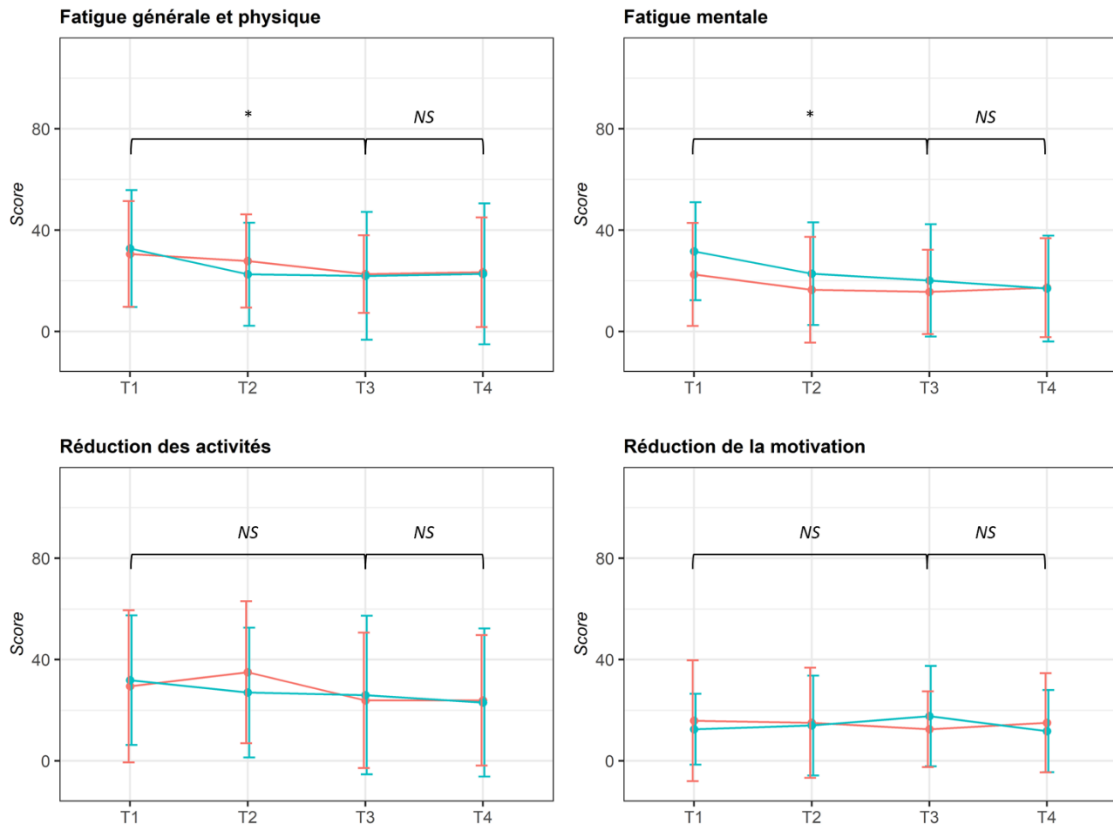 Fatigue générale et physique
Score
80
40
0
* NS
T1 T2 T3 T4
Fatigue mentale
Score
80
40
0
* NS
T1 T2 T3 T4
Réduction des activités
Score
80
40
0
NS NS
T1 T2 T3 T4
Réduction de la motivation
Score
80
40
0
NS NS
T1 T2 T3 T4